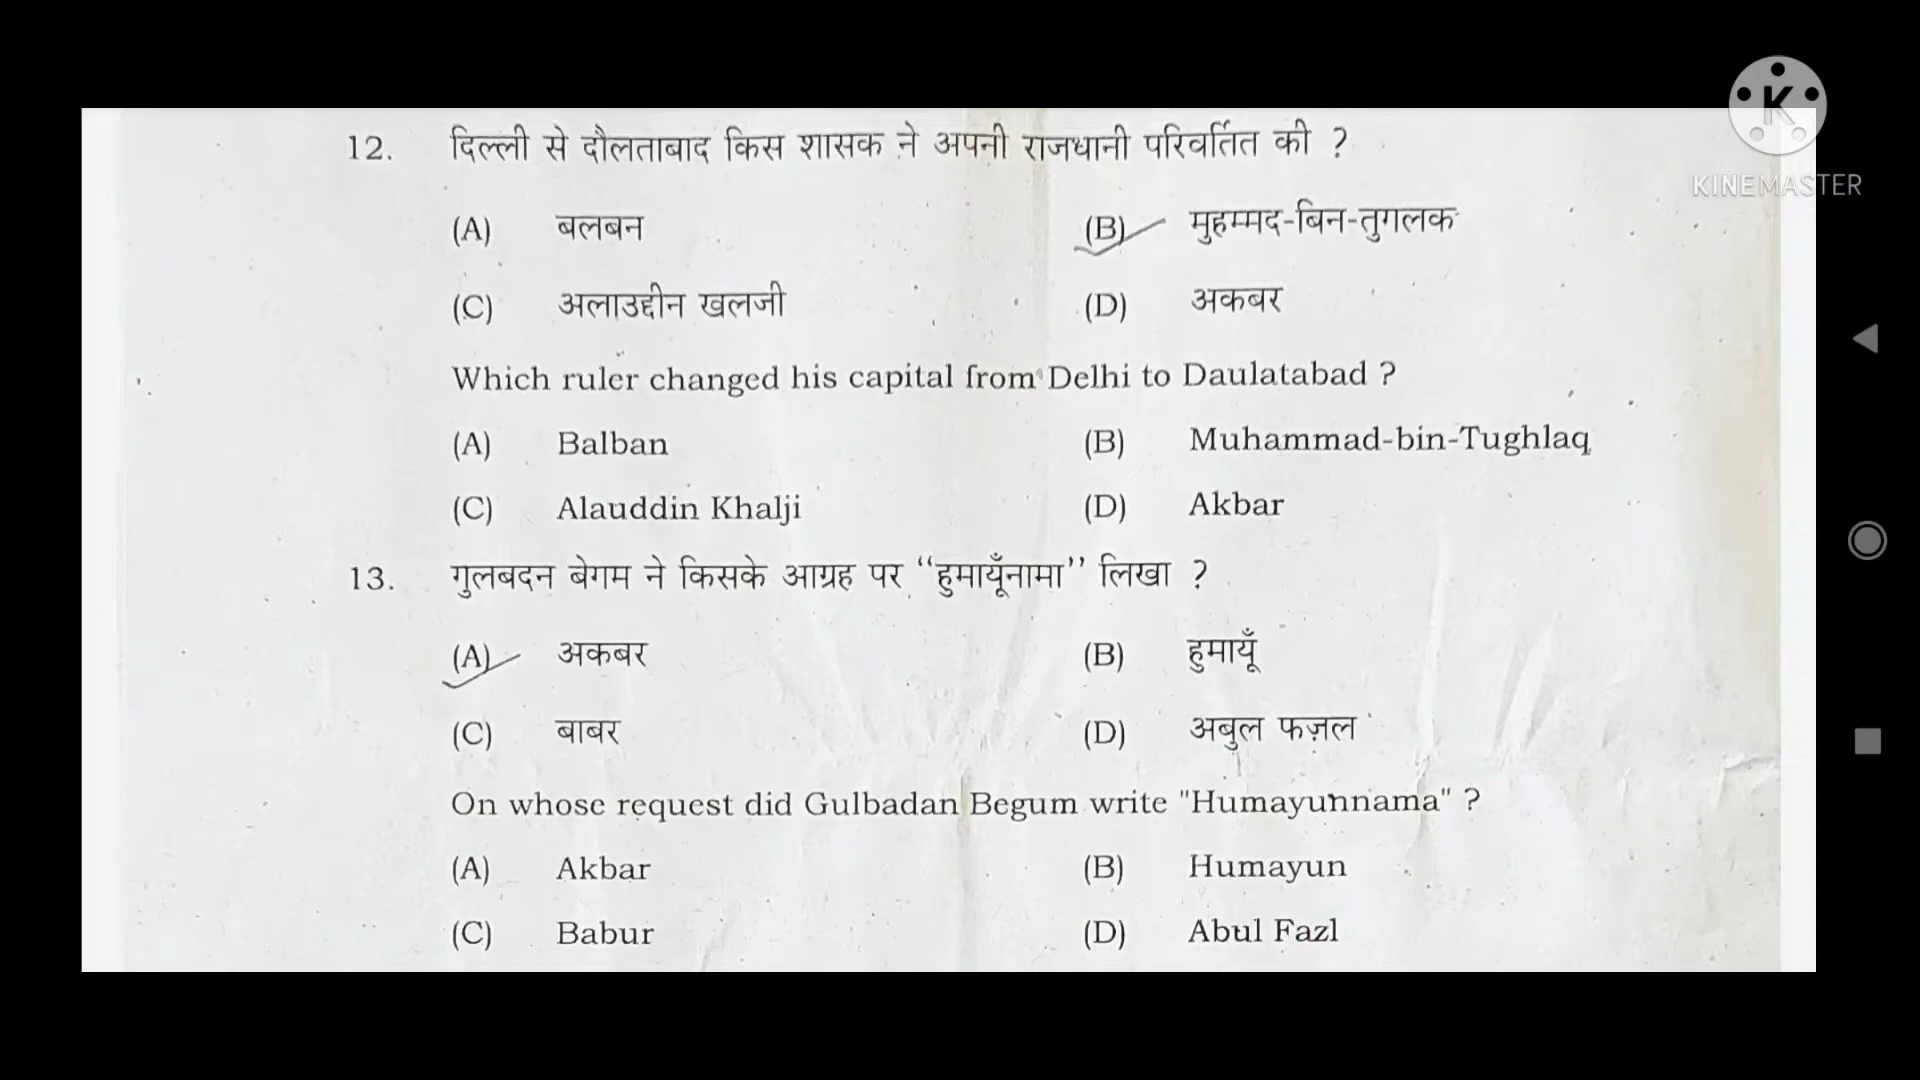 12. दिल्ली से दौलताबाद किस शासक ने अपनी राजधानी परिवर्तित की ?
(A) बलबन (B) मुहम्मद-बिन-तुगलक
(C) अलाउद्दीन खलजी (D) अकबर
Which ruler changed his capital from Delhi to Daulatabad ?
(A) Balban (B) Muhammad-bin-Tughlaq
(C) Alauddin Khalji (D) Akbar
13. गुलबदन बेगम ने किसके आग्रह पर “हुमायूँनामा” लिखा ?
(A) अकबर (B) हुमायूँ
(C) बाबर (D) अबुल फज़ल
On whose request did Gulbadan Begum write "Humayunnama" ?
(A) Akbar (B) Humayun
(C) Babur (D) Abul Fazl
K
KINEMASTER